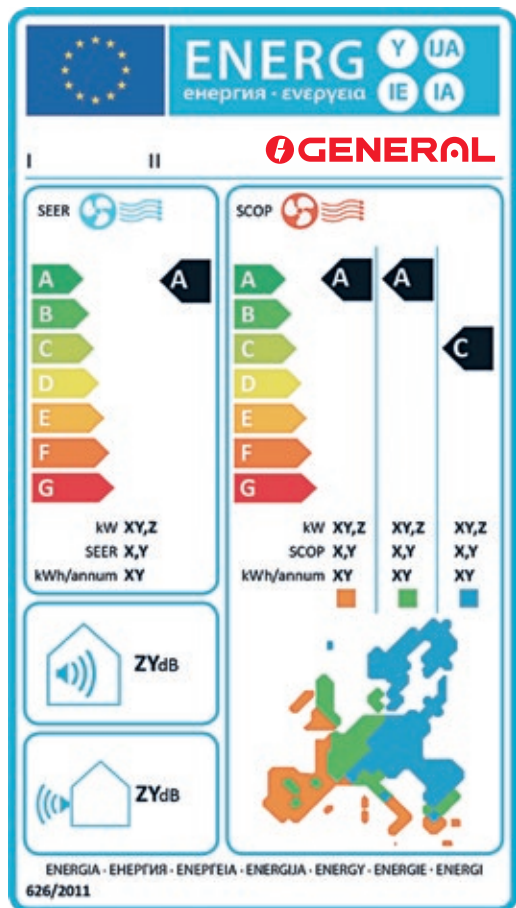 ENERG Y IJA
енергия · ενεργεια IE IA
GENERAL
I II
SEER
A A
B
C
D
E
F
G
kW XY,Z
SEER X,Y
kWh/annum XY
SCOP
A A A
B
C C
D
E
F
G
kW XY,Z XY,Z XY,Z
SCOP X,Y X,Y X,Y
kWh/annum XY XY XY
ZYdB
ZYdB
ENERGIA · ЕНЕРГИЯ · ΕΝΕΡΓΕΙΑ · ENERGIJA · ENERGY · ENERGIE · ENERGI
626/2011